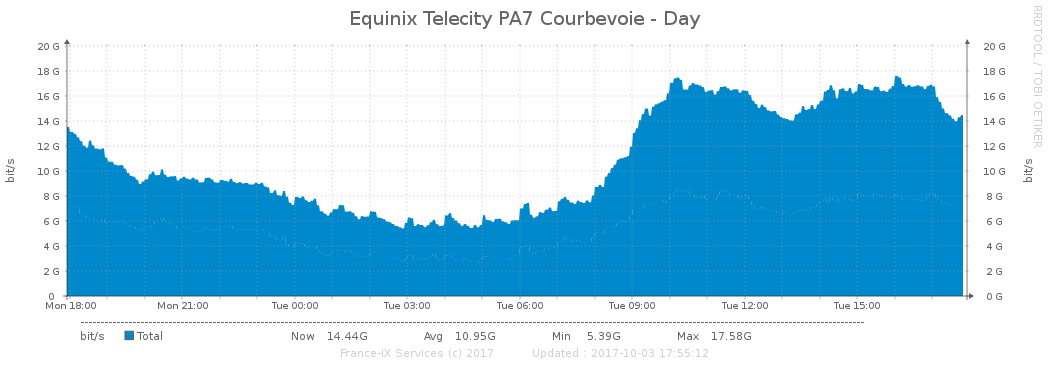 Equinix Telecity PA7 Courbevoie - Day
RRDTOOL / TOBI OETIKER
20 G 20 G
18 G 18 G
16 G 16 G
14 G 14 G
12 G 12 G
10 G 10 G
8 G 8 G
6 G 6 G
4 G 4 G
2 G 2 G
0 0 G
bit/s
bit/s
Mon 18:00 Mon 21:00 Tue 00:00 Tue 03:00 Tue 06:00 Tue 09:00 Tue 12:00 Tue 15:00
bit/s Total Now 14.44G Avg 10.95G Min 5.39G Max 17.58G
France-IX Services (c) 2017 Updated : 2017-10-03 17:55:12